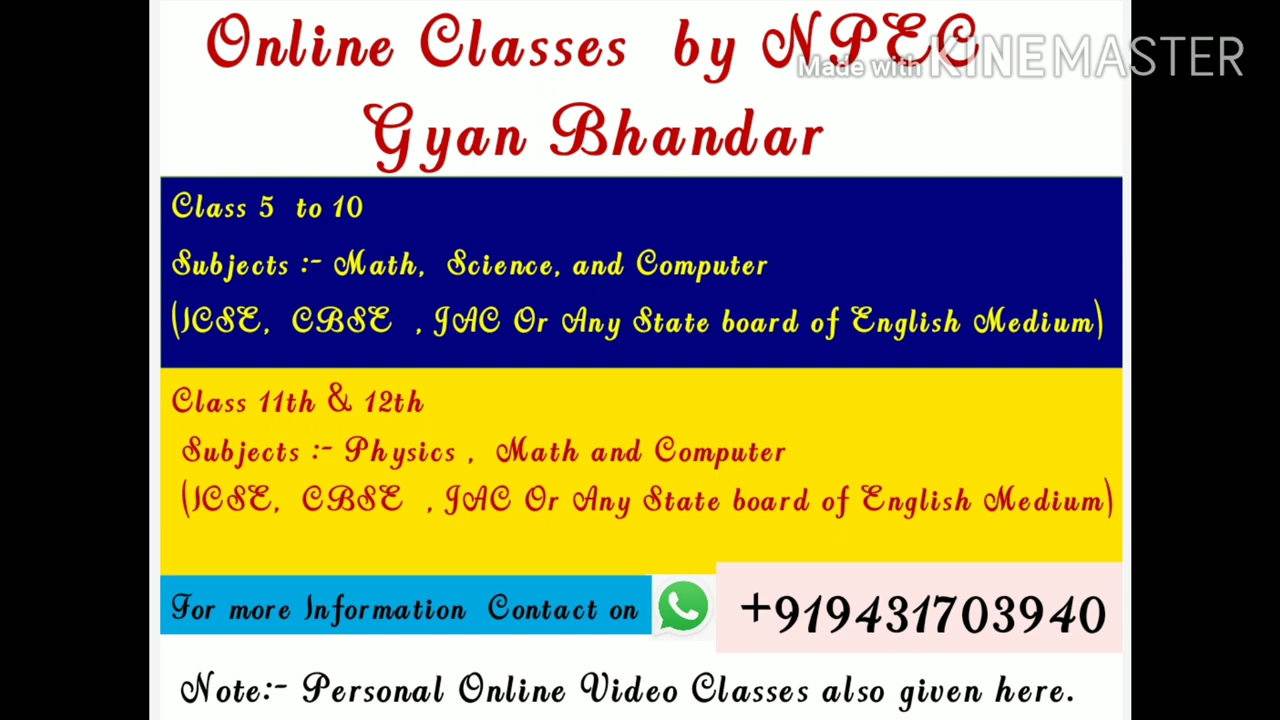 Online Classes by NPEC
Made with KINEMASTER
Gyan Bhandar
Class 5 to 10
Subjects :- Math, Science, and Computer
(ICSE, CBSE , JAC Or Any State board of English Medium)
Class 11th & 12th
Subjects :- Physics , Math and Computer
(ICSE, CBSE , JAC Or Any State board of English Medium)
For more Information Contact on
+919431703940
Note:- Personal Online Video Classes also given here.